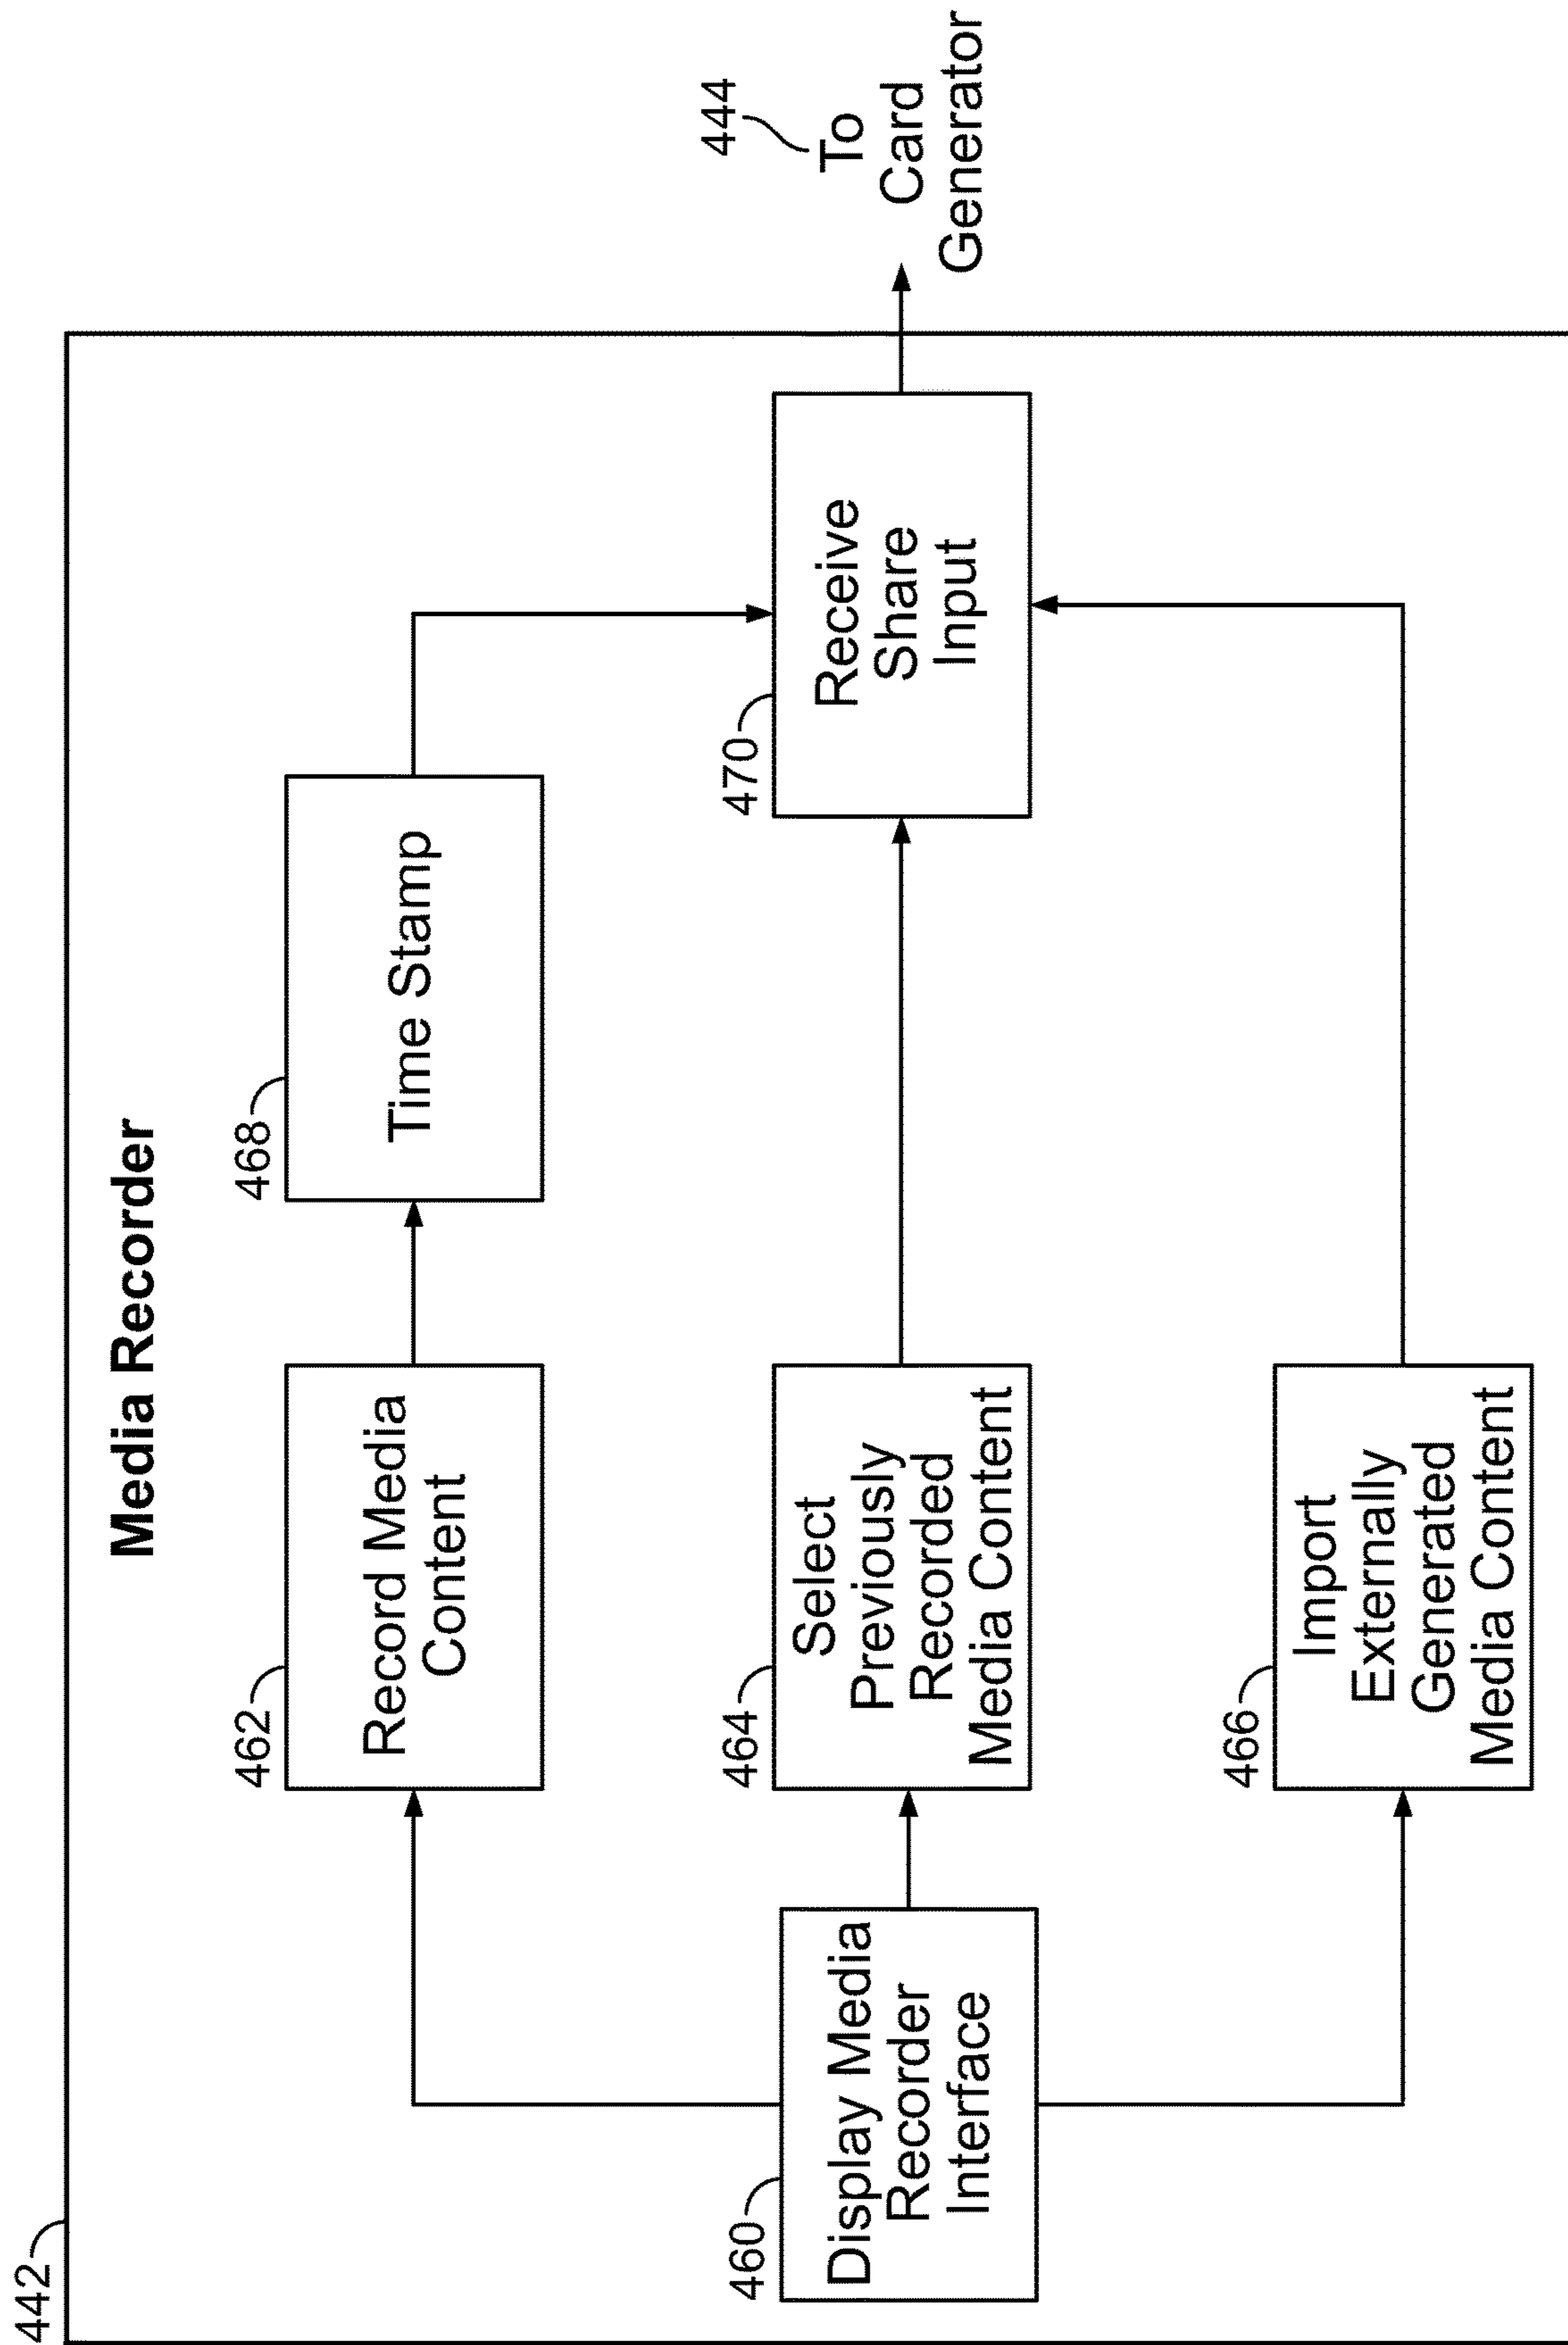 442
Media Recorder
460
Display Media
Recorder
Interface
462
Record Media
Content
464
Select
Previously
Recorded
Media Content
466
Import
Externally
Generated
Media Content
468
Time Stamp
470
Receive
Share
Input
444
To
Card
Generator